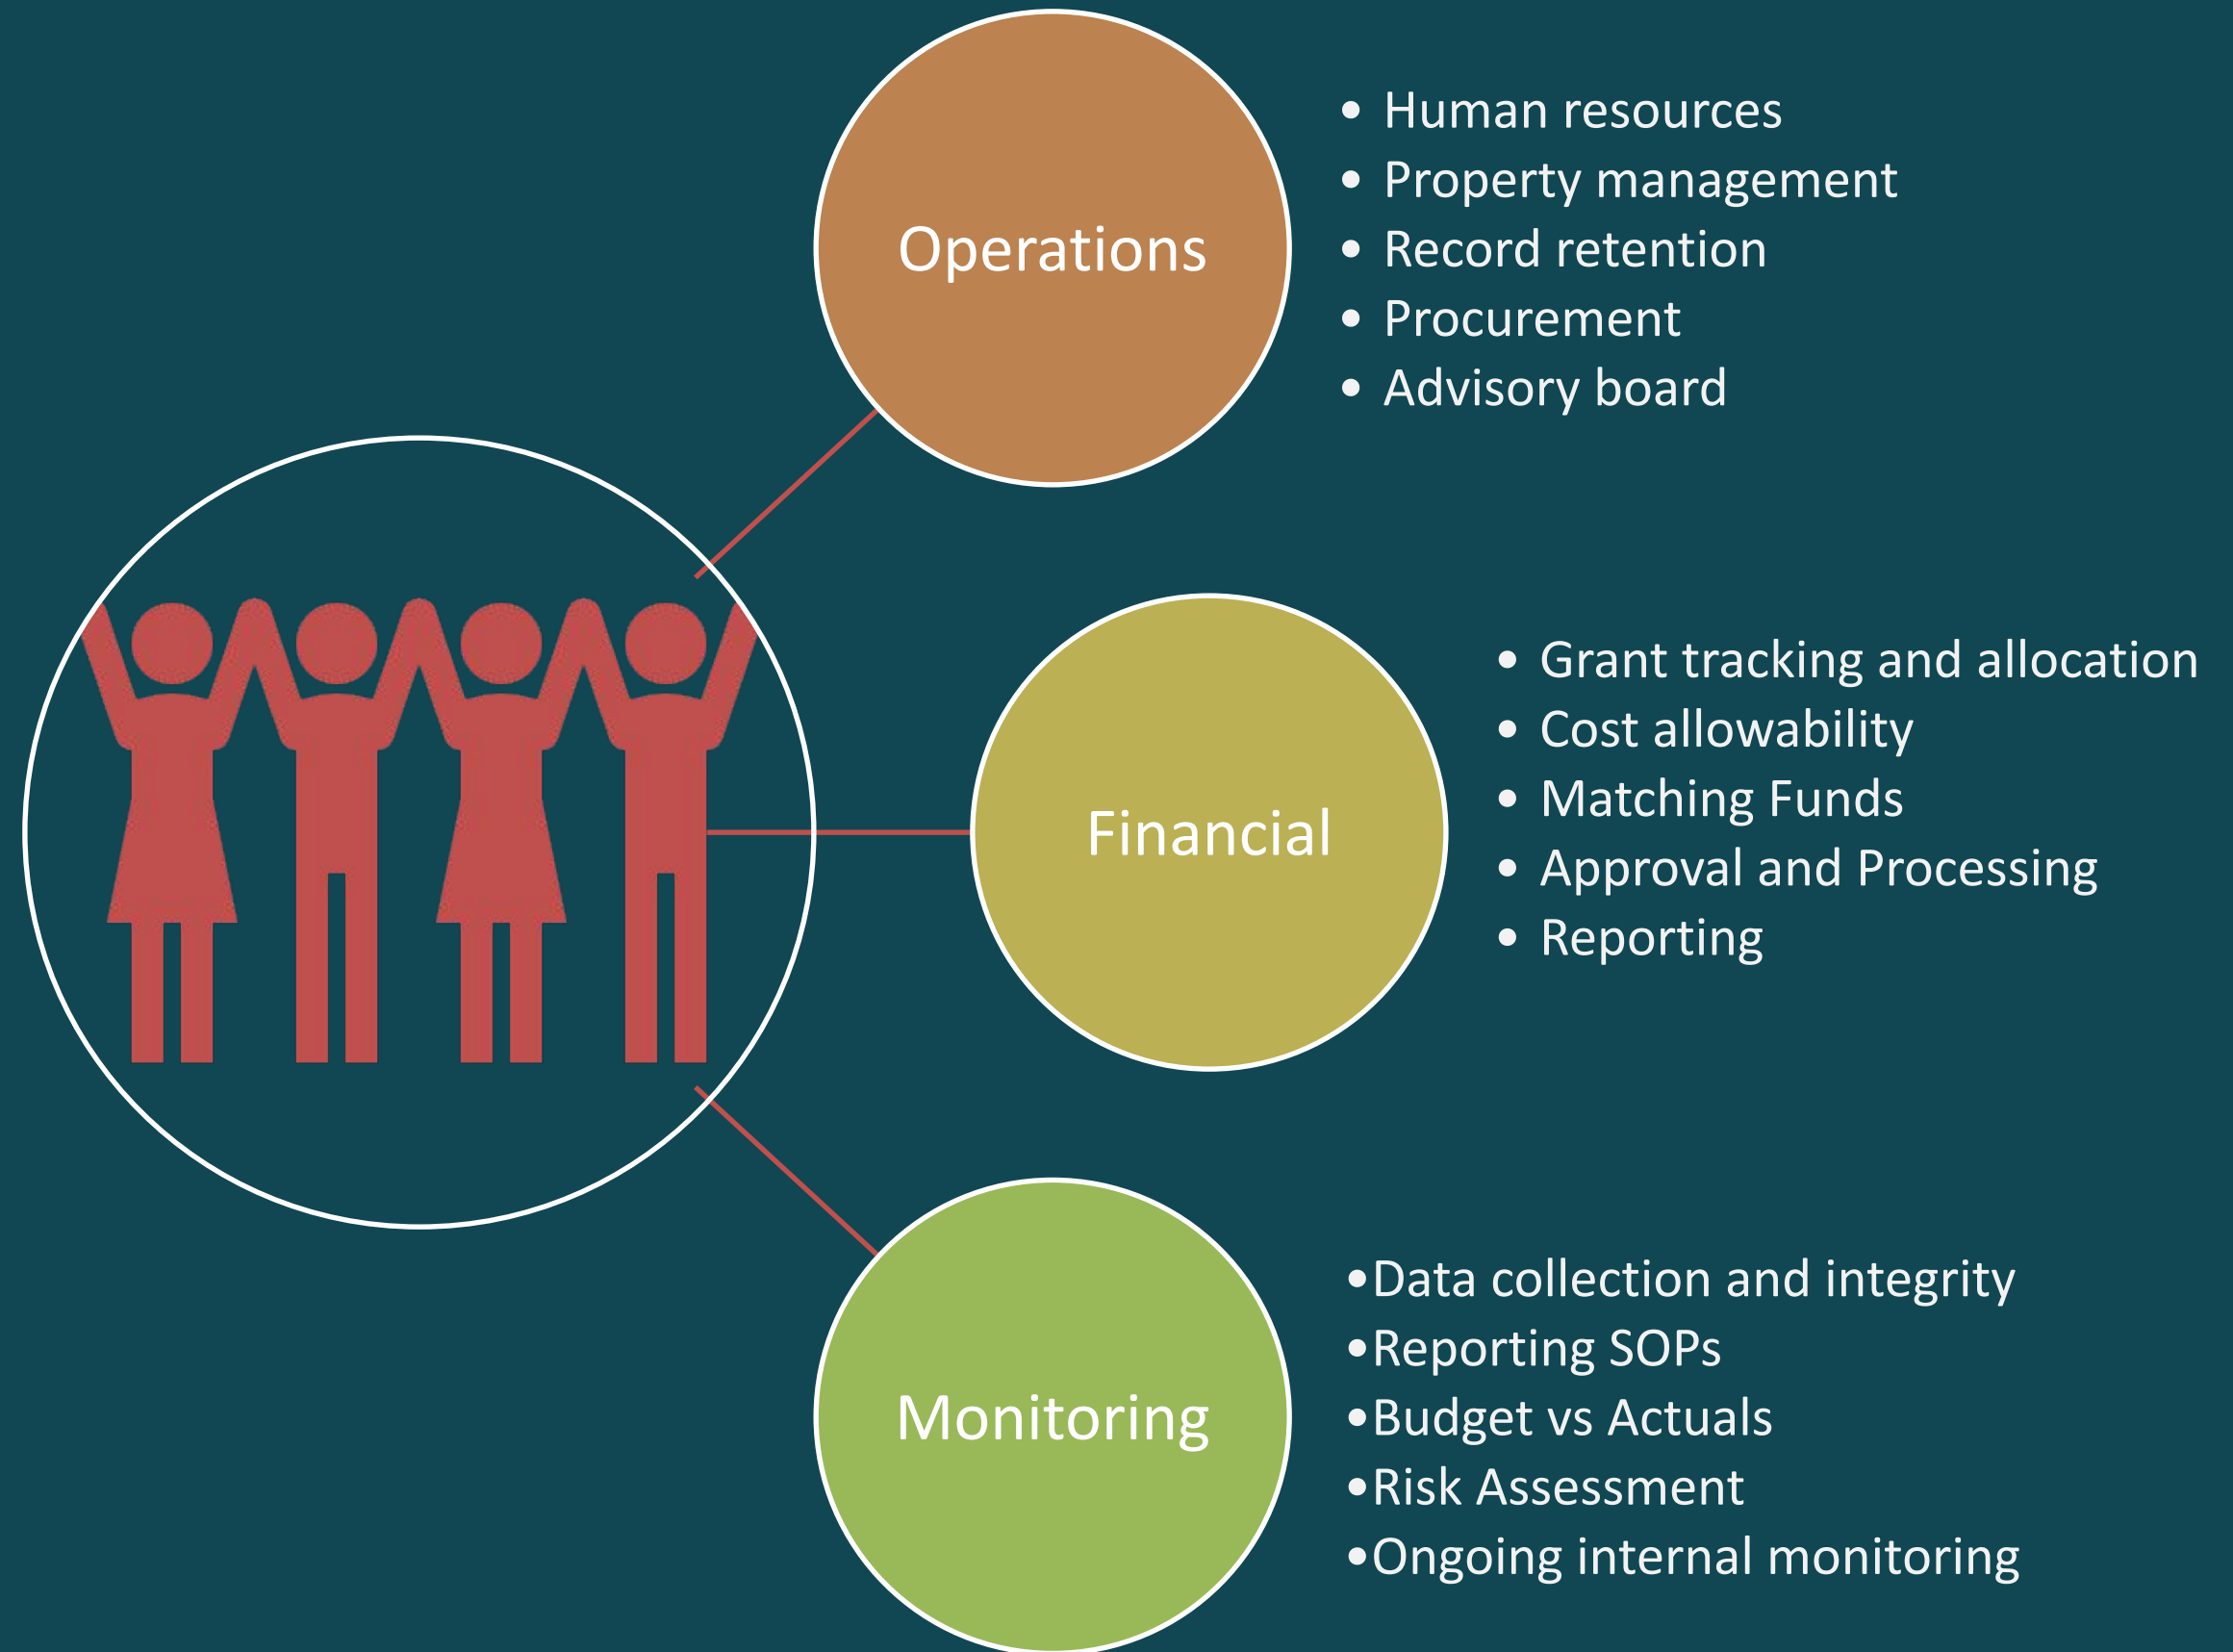 Operations
• Human resources
• Property management
• Record retention
• Procurement
• Advisory board
Financial
• Grant tracking and allocation
• Cost allowability
• Matching Funds
• Approval and Processing
• Reporting
Monitoring
•Data collection and integrity
•Reporting SOPs
•Budget vs Actuals
•Risk Assessment
•Ongoing internal monitoring